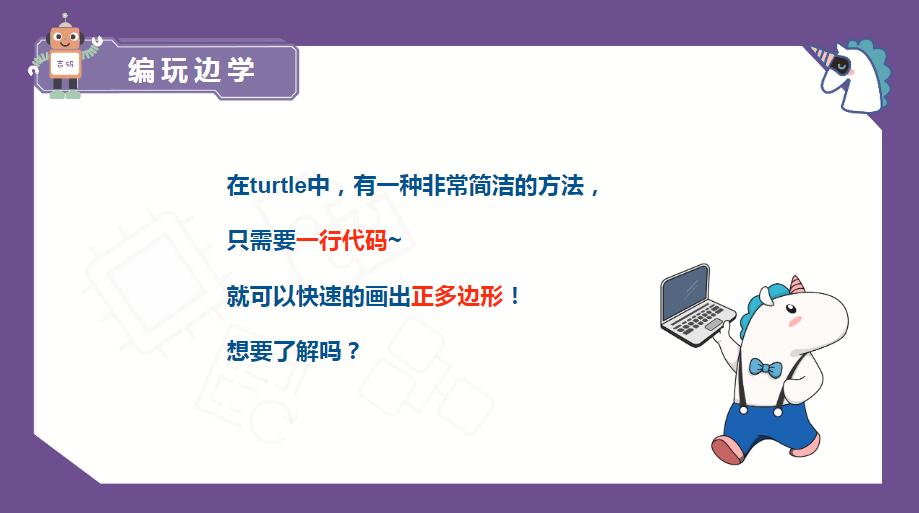 编玩边学
在turtle中，有一种非常简洁的方法，
只需要一行代码~
就可以快速的画出正多边形！
想要了解吗？